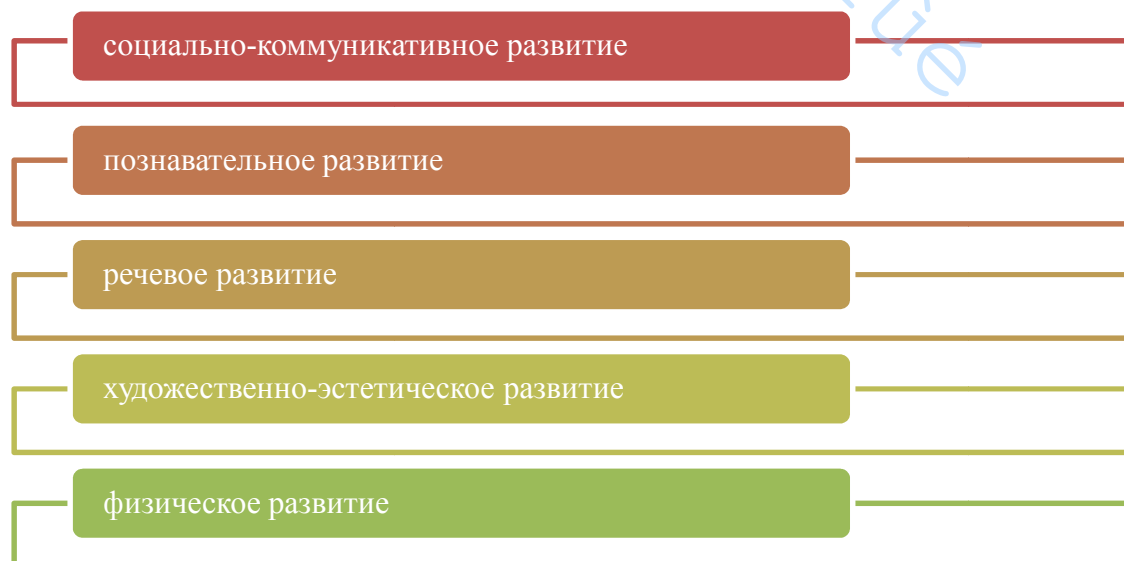 социально-коммуникативное развитие
познавательное развитие
речевое развитие
художественно-эстетическое развитие
физическое развитие